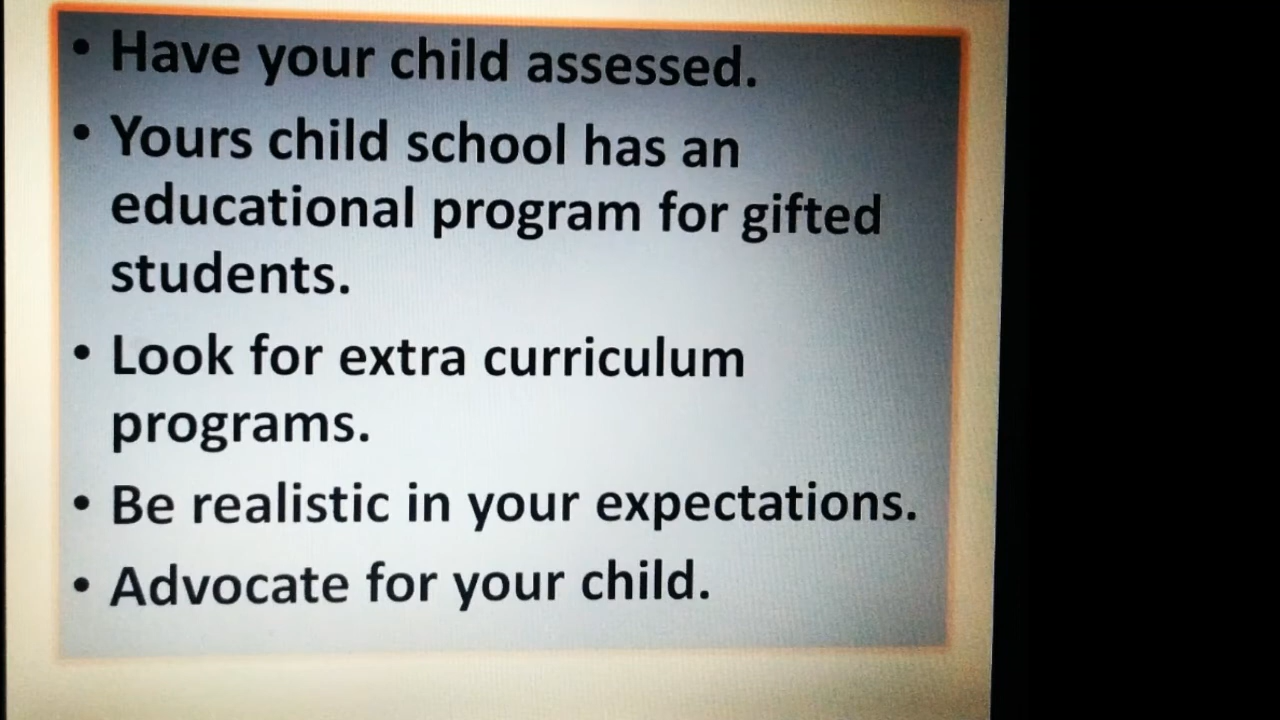 • Have your child assessed.
• Yours child school has an
educational program for gifted
students.
• Look for extra curriculum
programs.
• Be realistic in your expectations.
• Advocate for your child.